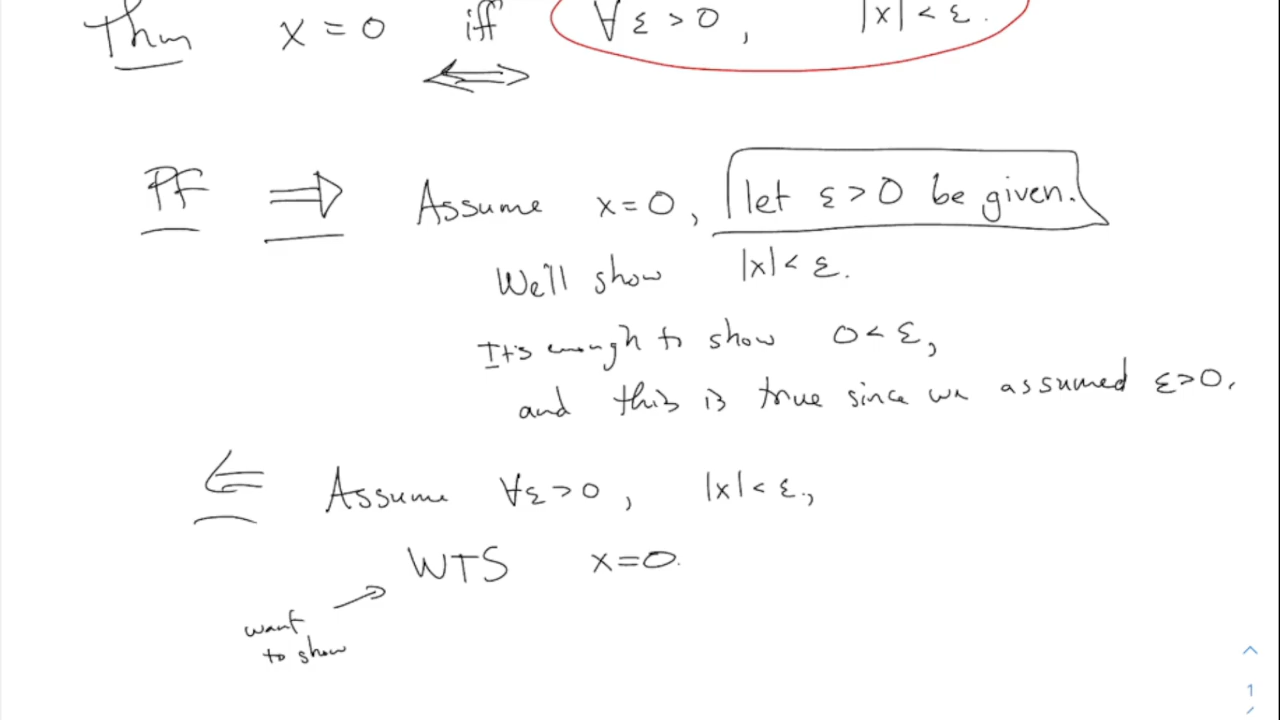 Thm x = 0 iff ∀ ε > 0, |x| < ε.
⟺
PF ⟹ Assume x = 0, let ε > 0 be given.
We'll show |x| < ε.
It's enough to show 0 < ε,
and this is true since we assumed ε > 0.
⟸ Assume ∀ε > 0, |x| < ε.,
WTS x = 0.
want
to show
1